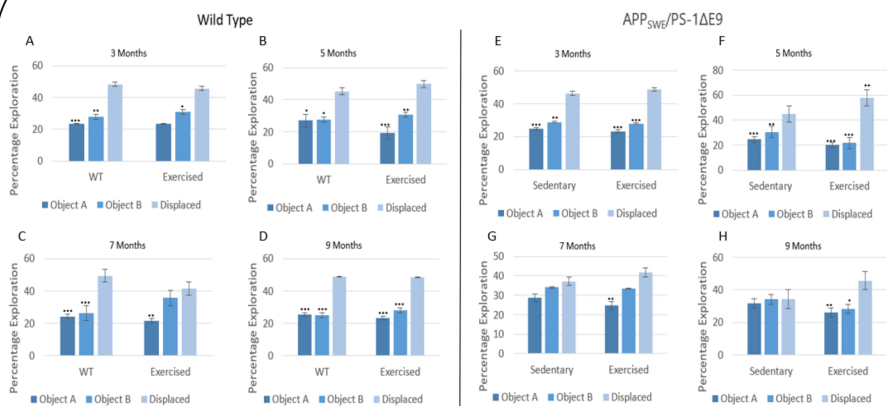 Wild Type
APPSWE/PS-1ΔE9
A
3 Months
Percentage Exploration
60
40
20
0
*** ** *
WT Exercised
Object A Object B Displaced
B
5 Months
Percentage Exploration
60
40
20
0
* * *** **
WT Exercised
Object A Object B Displaced
E
3 Months
Percentage Exploration
60
40
20
0
*** ** *** ***
Sedentary Exercised
Object A Object B Displaced
F
5 Months
Percentage Exploration
80
60
40
20
0
*** ** *** *** **
Sedentary Exercised
Object A Object B Displaced
C
7 Months
Percentage Exploration
60
40
20
0
*** *** **
WT Exercised
Object A Object B Displaced
D
9 Months
Percentage Exploration
60
40
20
0
*** *** *** ***
WT Exercised
Object A Object B Displaced
G
7 Months
Percentage Exploration
50
40
30
20
10
0
**
Sedentary Exercised
Object A Object B Displaced
H
9 Months
Percentage Exploration
60
40
20
0
** *
Sedentary Exercised
Object A Object B Displaced